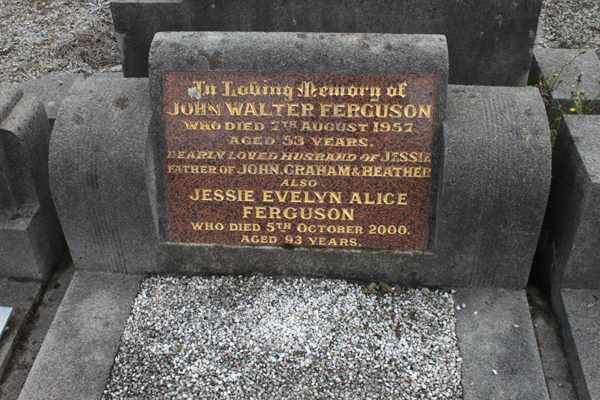 In Loving Memory of
JOHN WALTER FERGUSON
WHO DIED 7TH AUGUST 1957
AGED 53 YEARS.
DEARLY LOVED HUSBAND OF JESSIE
FATHER OF JOHN, GRAHAM & HEATHER
ALSO
JESSIE EVELYN ALICE
FERGUSON
WHO DIED 5TH OCTOBER 2000.
AGED 93 YEARS.